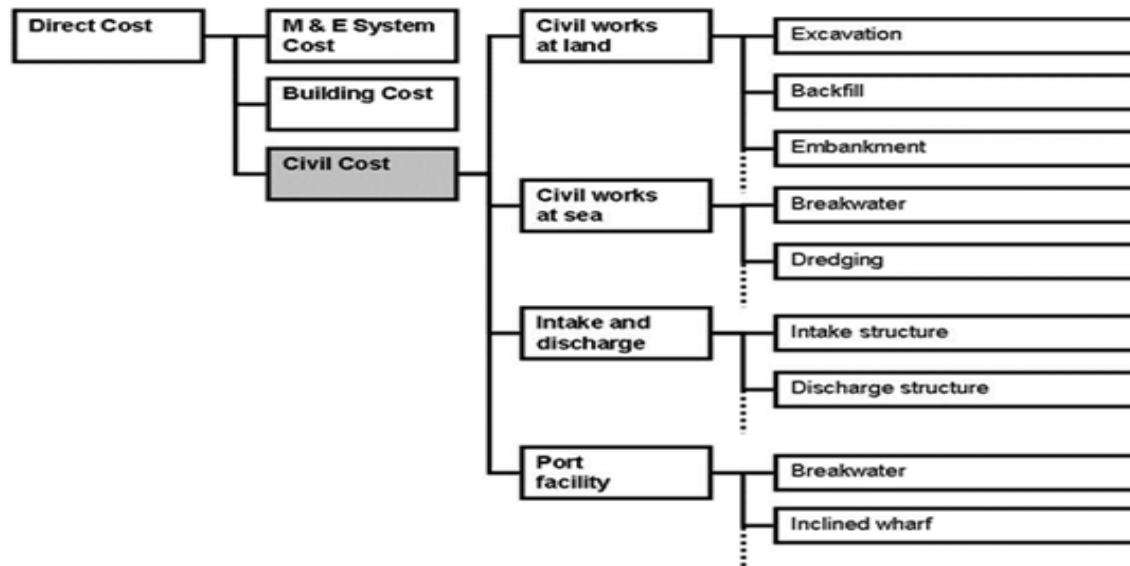 Direct Cost
M & E System
Cost
Building Cost
Civil Cost
Civil works
at land
Excavation
Backfill
Embankment
Civil works
at sea
Breakwater
Dredging
Intake and
discharge
Intake structure
Discharge structure
Port
facility
Breakwater
Inclined wharf